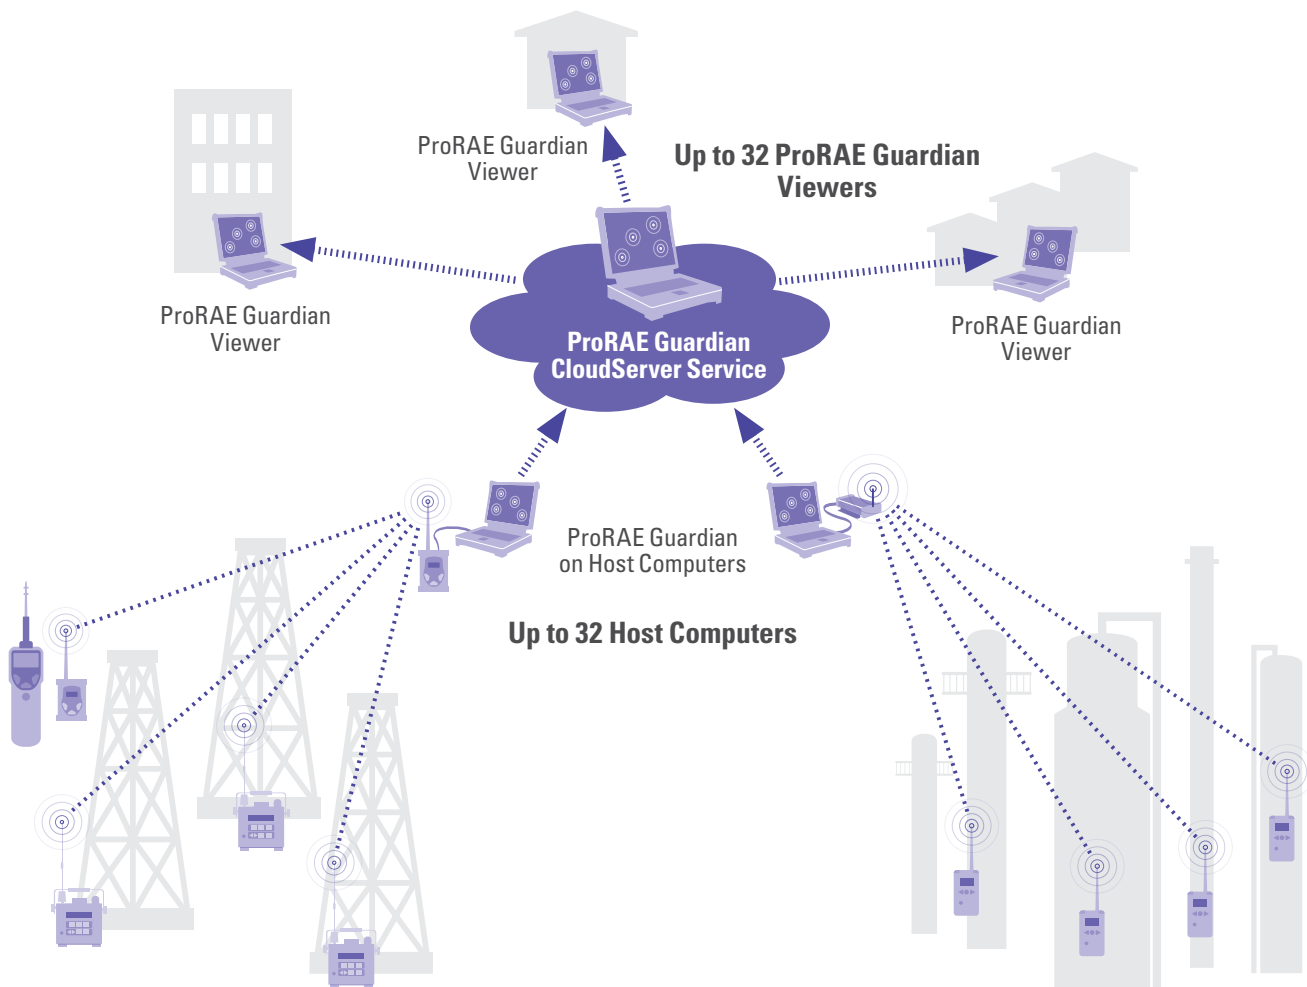 ProRAE Guardian
Viewer
Up to 32 ProRAE Guardian
Viewers
ProRAE Guardian
Viewer
ProRAE Guardian
Viewer
ProRAE Guardian
CloudServer Service
ProRAE Guardian
on Host Computers
Up to 32 Host Computers